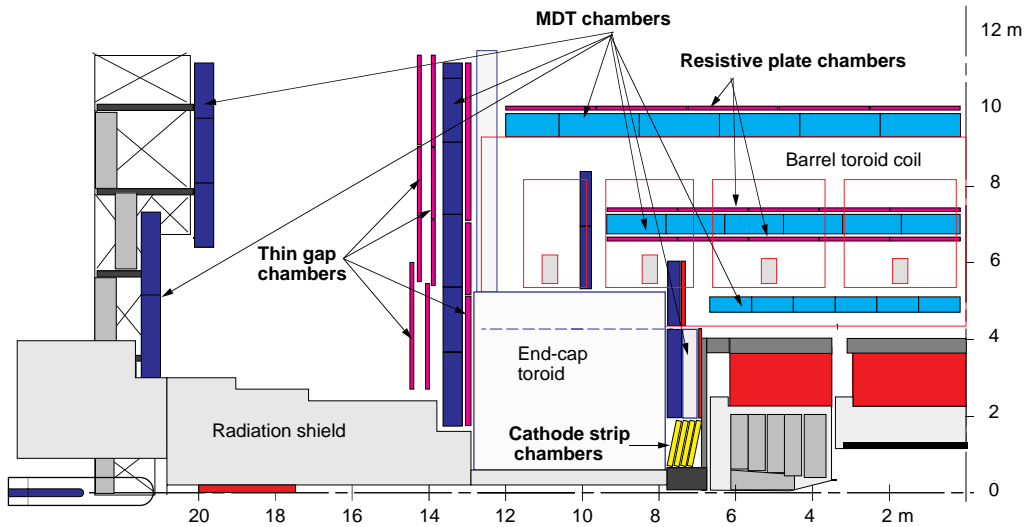 MDT chambers
12 m
Resistive plate chambers
10
Barrel toroid coil
8
Thin gap
chambers
6
End-cap
toroid
4
Radiation shield
Cathode strip
chambers
2
0
20
18
16
14
12
10
8
6
4
2 m